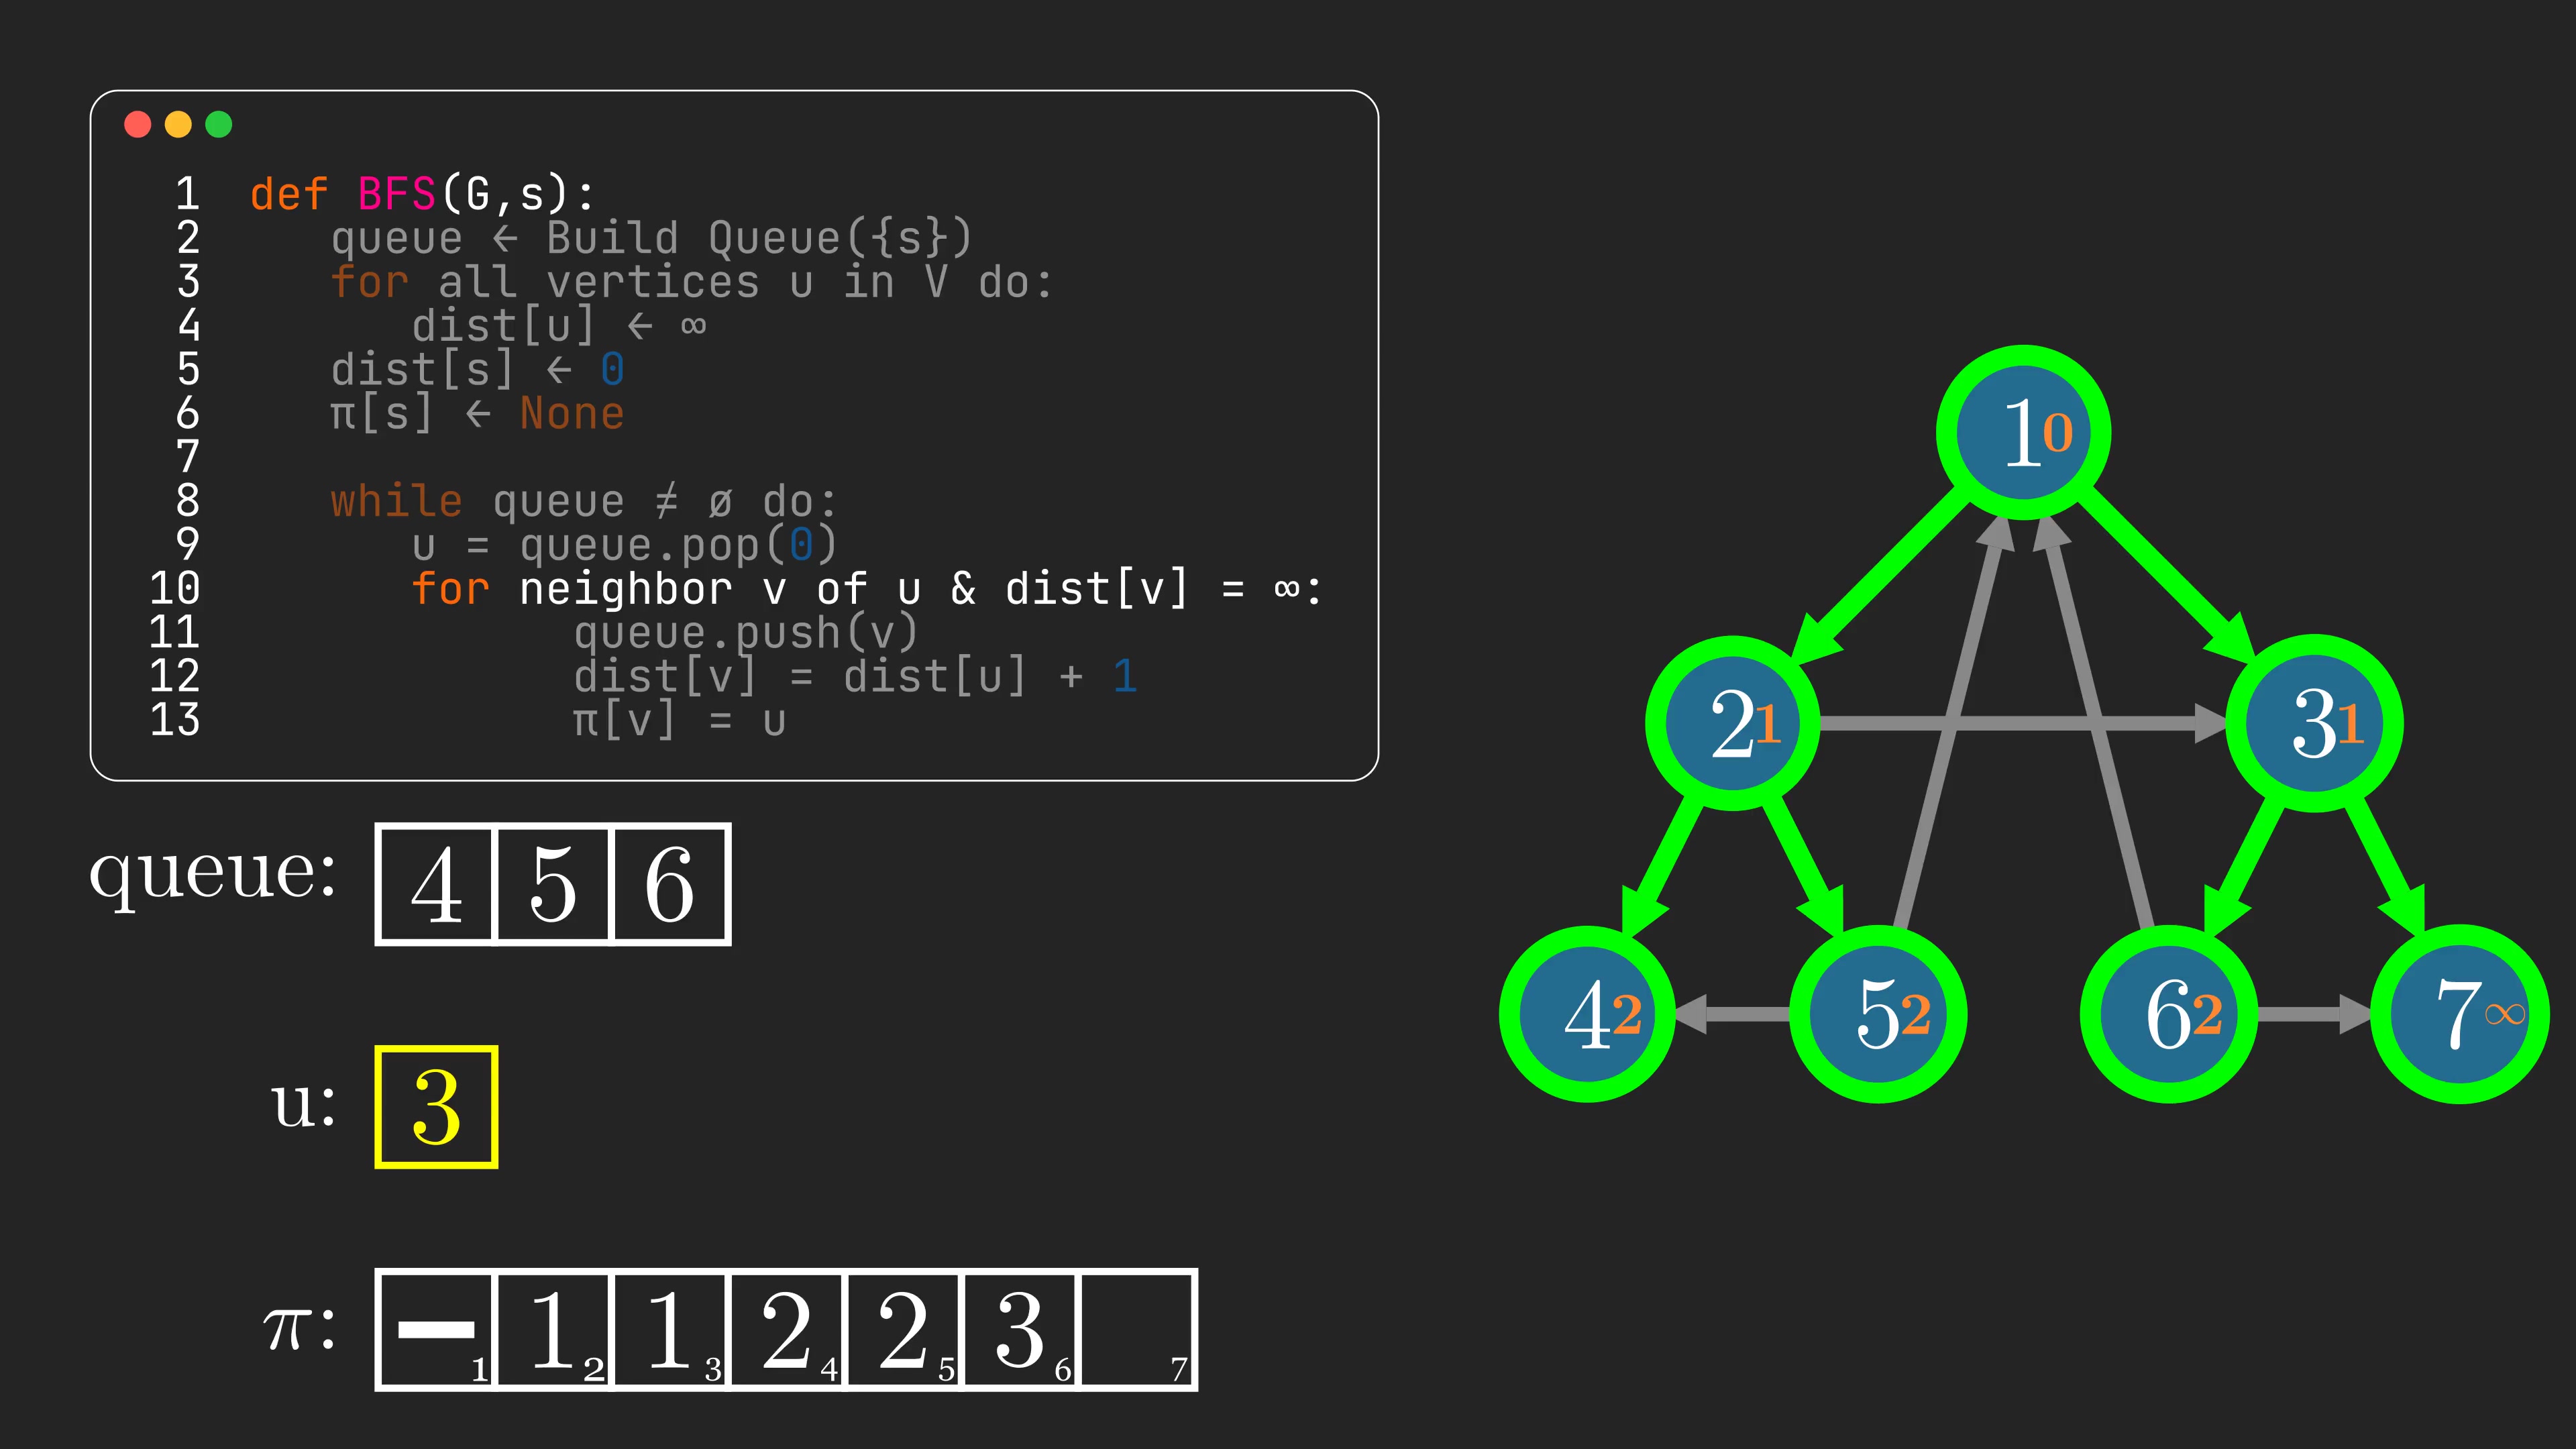 1 def BFS(G,s):
2 queue ← Build Queue({s})
3 for all vertices u in V do:
4 dist[u] ← ∞
5 dist[s] ← 0
6 π[s] ← None
7
8 while queue ≠ ø do:
9 u = queue.pop(0)
10 for neighbor v of u & dist[v] = ∞:
11 queue.push(v)
12 dist[v] = dist[u] + 1
13 π[v] = u
queue: 4 5 6
u: 3
π: – 1 1 2 1 3 2 4 2 5 3 6 7
1 0
2 1
3 1
4 2
5 2
6 2
7 ∞